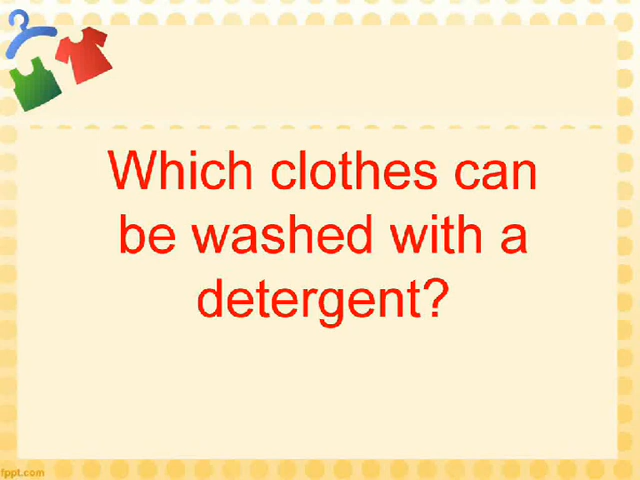 Which clothes can
be washed with a
detergent?
fppt.com